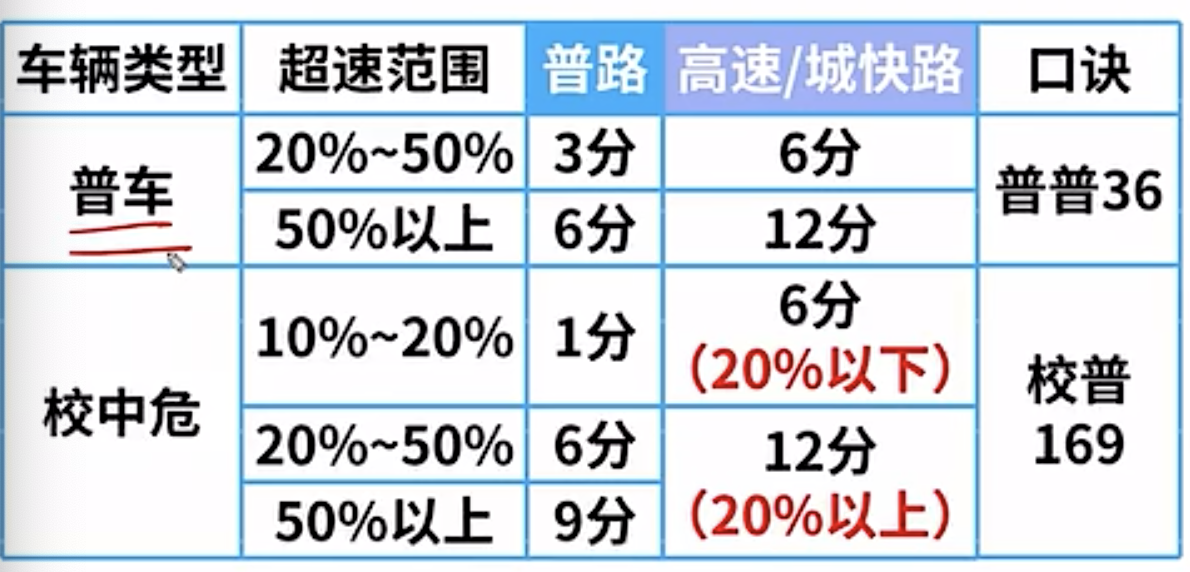 车辆类型 超速范围 普路 高速/城快路 口诀
普车 20%~50% 3分 6分 普普36
50%以上 6分 12分
校中危 10%~20% 1分 6分
（20%以下）
校普
169
20%~50% 6分 12分
（20%以上）
50%以上 9分